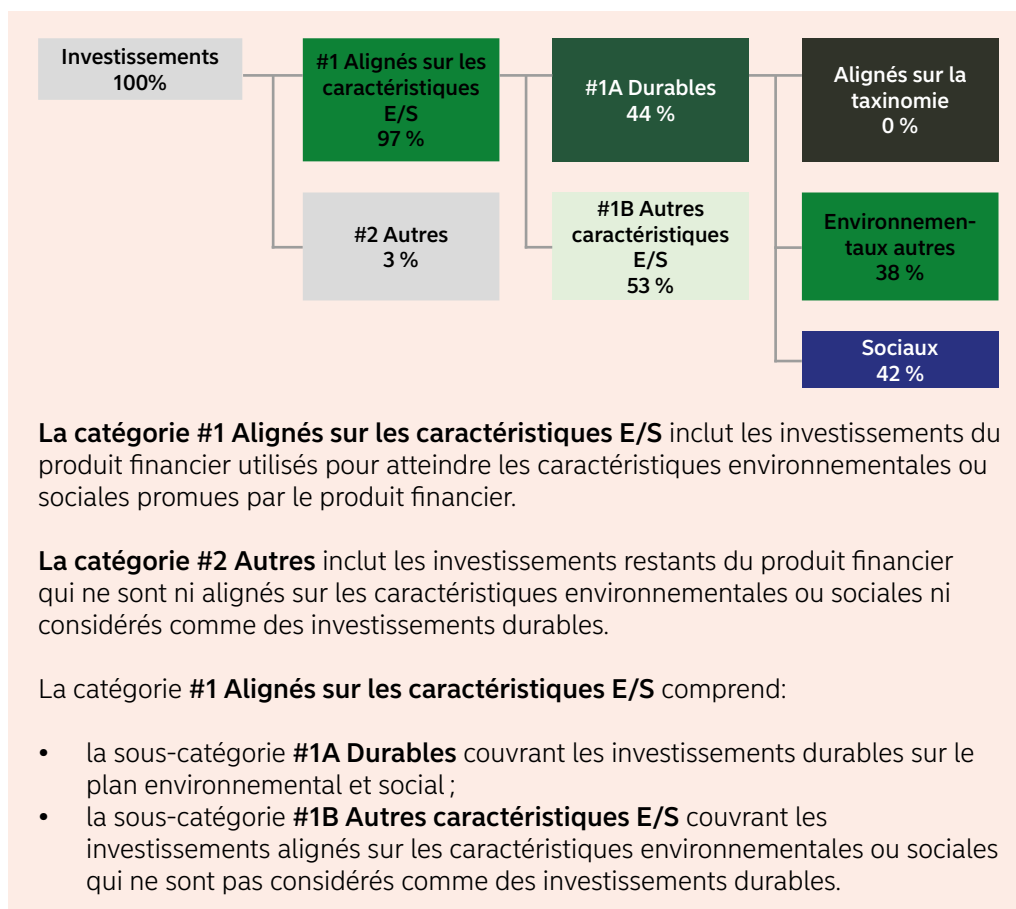 Investissements
100%
#1 Alignés sur les
caractéristiques
E/S
97 %
#1A Durables
44 %
Alignés sur la
taxinomie
0 %
#2 Autres
3 %
#1B Autres
caractéristiques
E/S
53 %
Environnemen-
taux autres
38 %
Sociaux
42 %
La catégorie #1 Alignés sur les caractéristiques E/S inclut les investissements du
produit financier utilisés pour atteindre les caractéristiques environnementales ou
sociales promues par le produit financier.
La catégorie #2 Autres inclut les investissements restants du produit financier
qui ne sont ni alignés sur les caractéristiques environnementales ou sociales ni
considérés comme des investissements durables.
La catégorie #1 Alignés sur les caractéristiques E/S comprend:
• la sous-catégorie #1A Durables couvrant les investissements durables sur le
plan environnemental et social ;
• la sous-catégorie #1B Autres caractéristiques E/S couvrant les
investissements alignés sur les caractéristiques environnementales ou sociales
qui ne sont pas considérés comme des investissements durables.